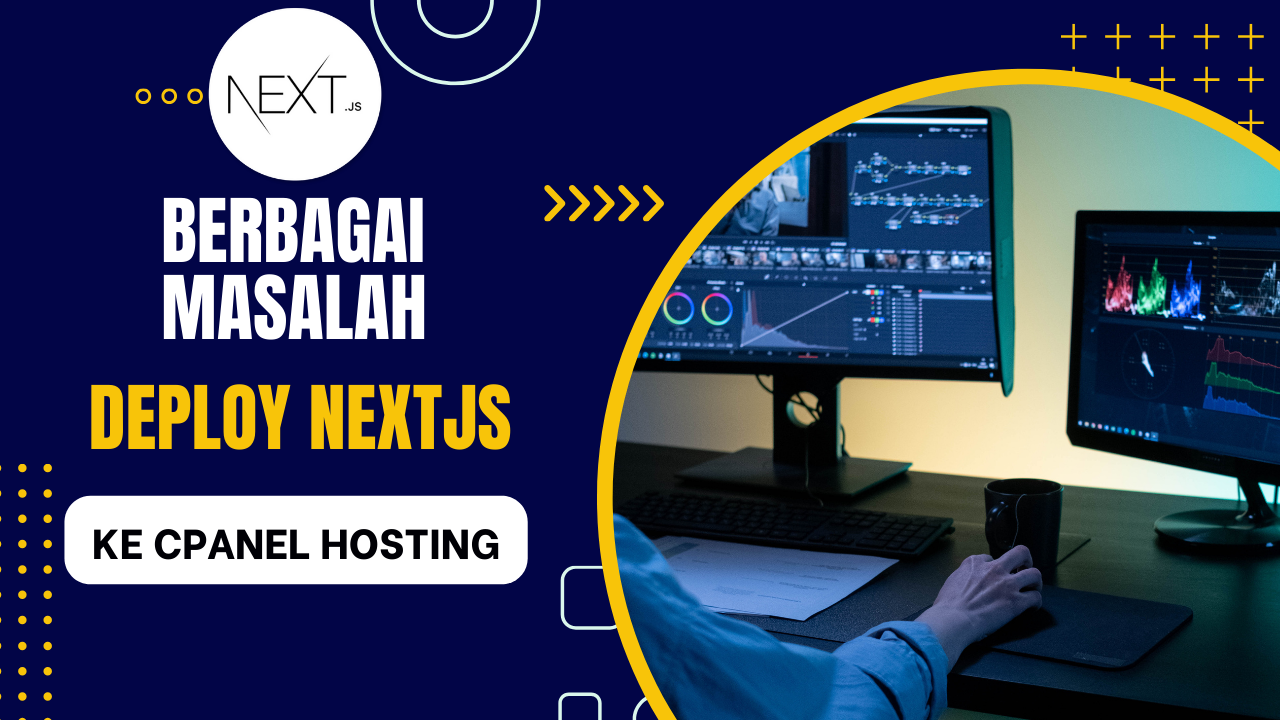 NEXT.JS
BERBAGAI
MASALAH
DEPLOY NEXTJS
KE CPANEL HOSTING